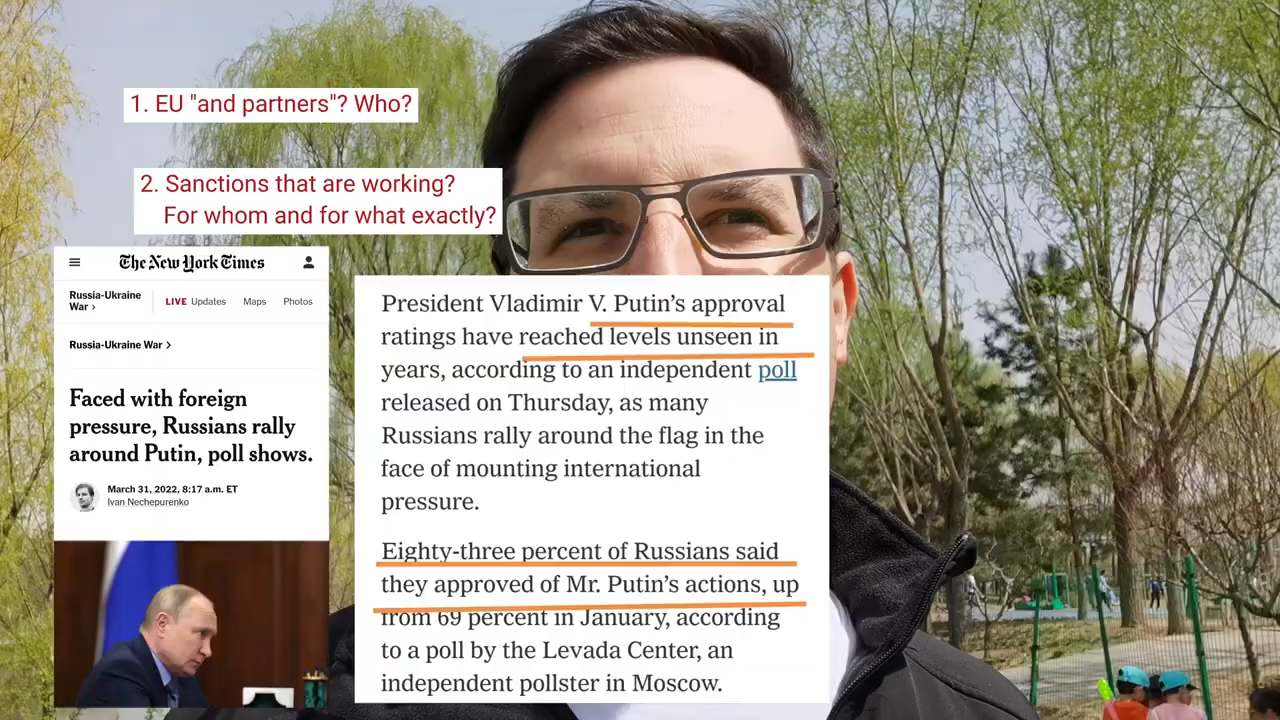 1. EU "and partners"? Who?
2. Sanctions that are working?
For whom and for what exactly?
The New York Times
Russia-Ukraine
War >
LIVE Updates
Maps
Photos
Russia-Ukraine War >
Faced with foreign
pressure, Russians rally
around Putin, poll shows.
March 31, 2022, 8:17 a.m. ET
Ivan Nechepurenko
President Vladimir V. Putin’s approval
ratings have reached levels unseen in
years, according to an independent poll
released on Thursday, as many
Russians rally around the flag in the
face of mounting international
pressure.
Eighty-three percent of Russians said
they approved of Mr. Putin’s actions, up
from 69 percent in January, according
to a poll by the Levada Center, an
independent pollster in Moscow.